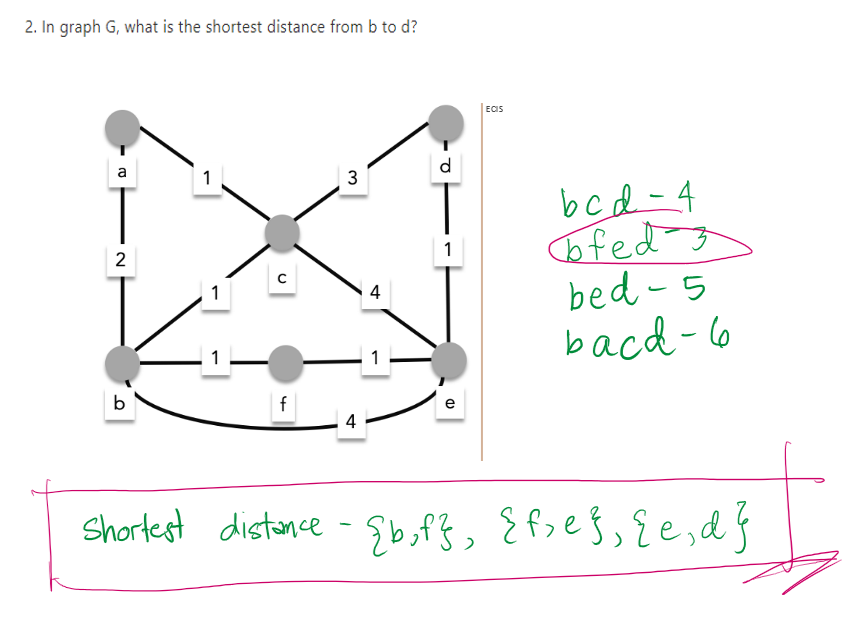 2. In graph G, what is the shortest distance from b to d?
ECIS
a
1
3
d
2
1
c
1
4
1
1
b
f
4
e
bcd - 4
bfed - 3
bed - 5
bacd - 6
Shortest distance - {b,f}, {f,e}, {e,d}